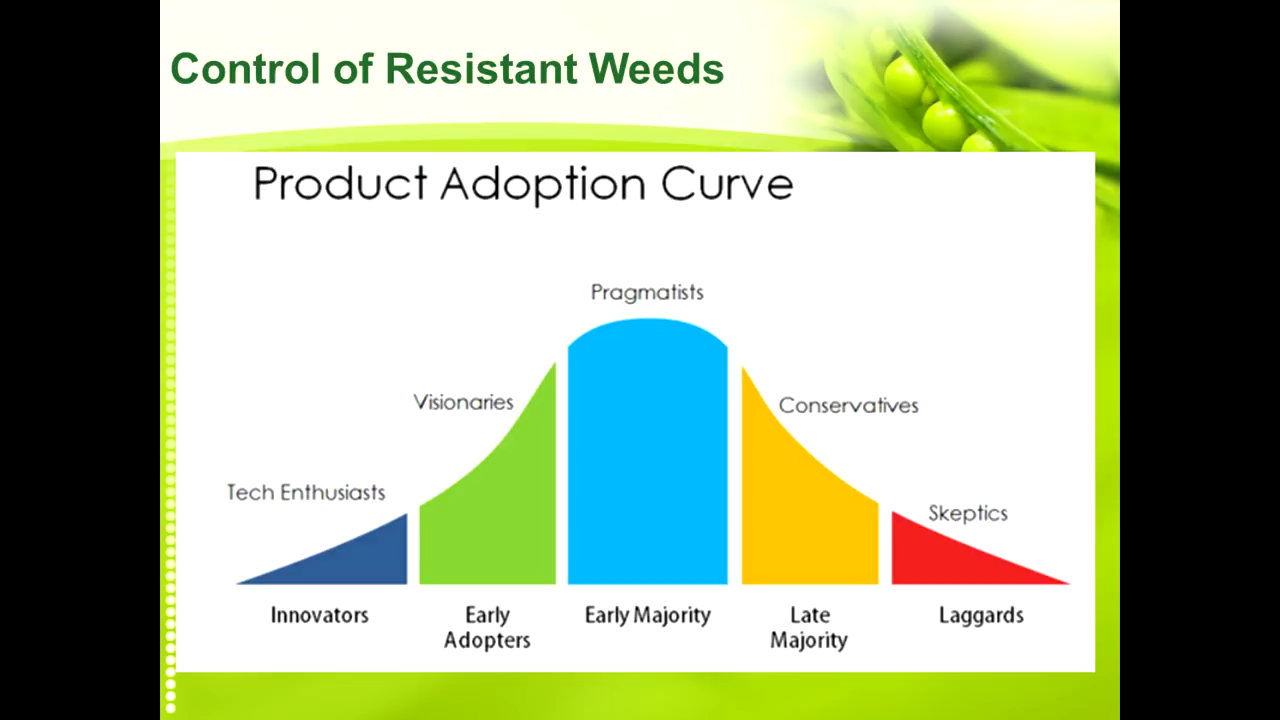 Control of Resistant Weeds
Product Adoption Curve
Pragmatists
Visionaries
Conservatives
Tech Enthusiasts
Skeptics
Innovators
Early
Adopters
Early Majority
Late
Majority
Laggards